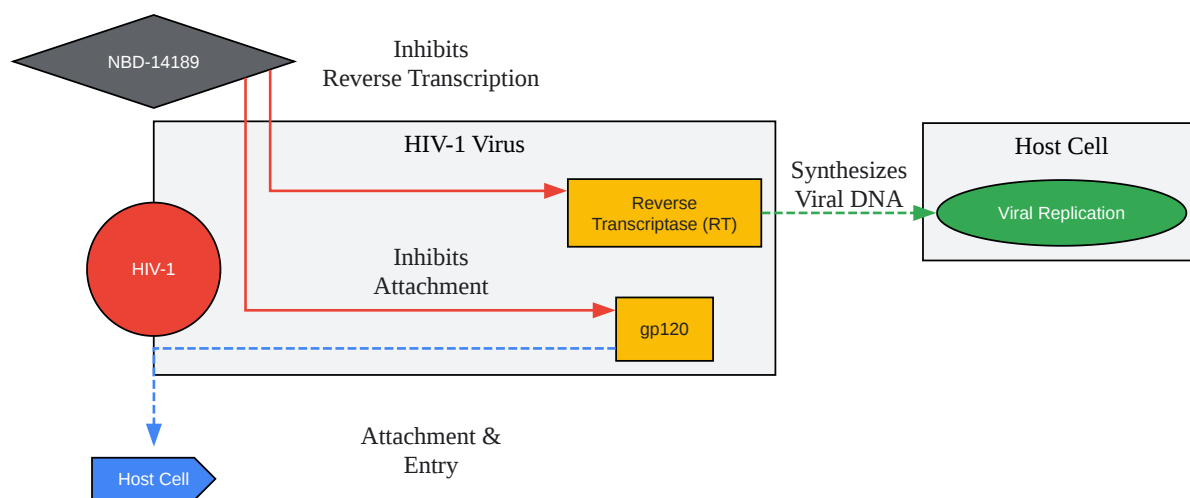 NBD-14189
Inhibits
Reverse Transcription
HIV-1 Virus
Host Cell
Synthesizes
Viral DNA
Reverse
Transcriptase (RT)
Viral Replication
HIV-1
Inhibits
Attachment
gp120
Attachment &
Entry
Host Cell